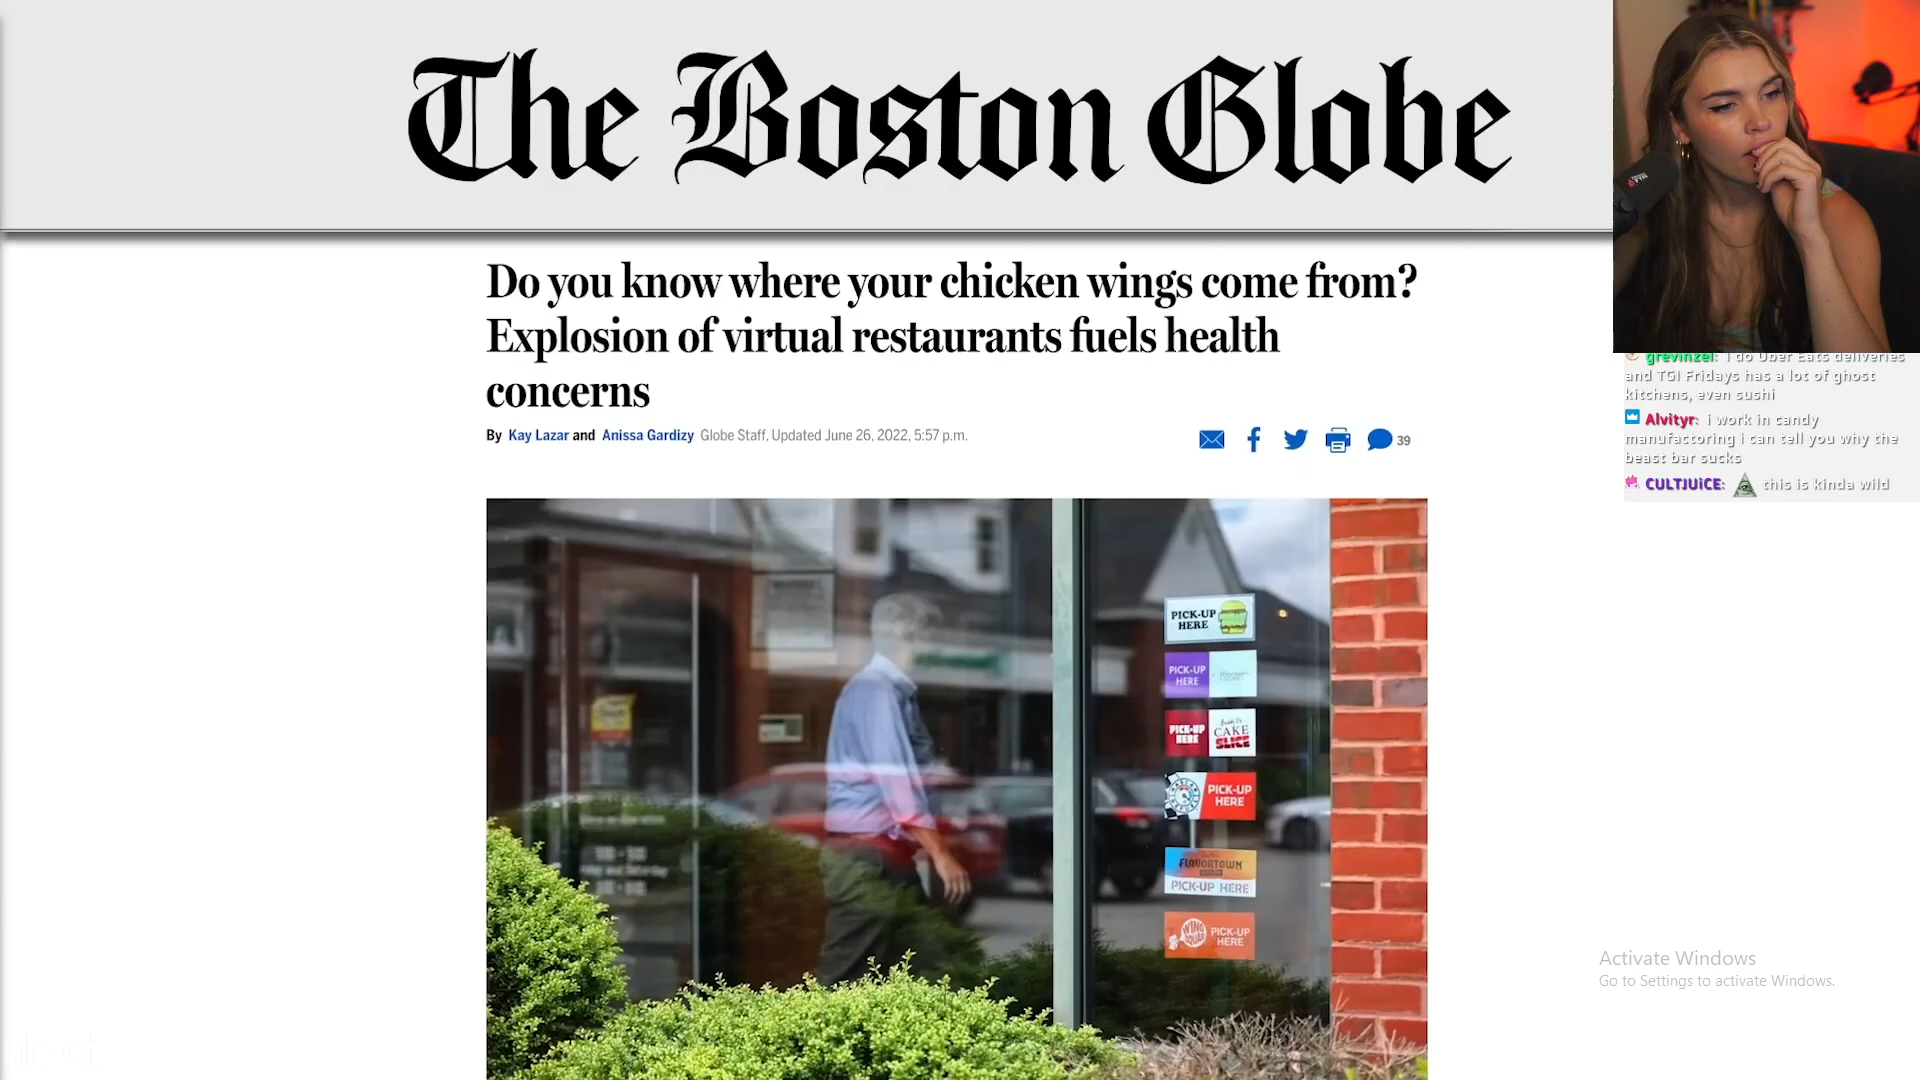 The Boston Globe
Do you know where your chicken wings come from?
Explosion of virtual restaurants fuels health
concerns
By Kay Lazar and Anissa Gardizy Globe Staff, Updated June 26, 2022, 5:57 p.m.
39
grevinzel: i do Uber Eats deliveries
and TGI Fridays has a lot of ghost
kitchens, even sushi
Alvityr: i work in candy
manufactoring i can tell you why the
beast bar sucks
CULTJUiCE: this is kinda wild
PICK-UP
HERE
PICK-UP
HERE
PICK-UP
HERE
CAKE
SLICE
PICK-UP
HERE
FLAVORTOWN
PICK-UP HERE
WING
PICK-UP
HERE
Activate Windows
Go to Settings to activate Windows.